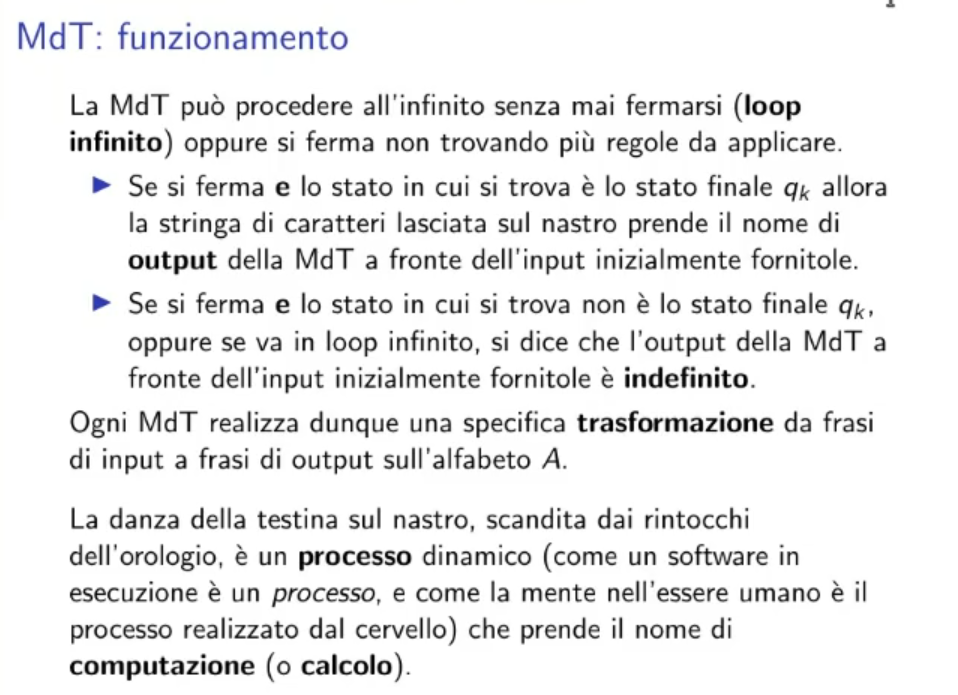 MdT: funzionamento
La MdT può procedere all'infinito senza mai fermarsi (loop
infinito) oppure si ferma non trovando più regole da applicare.
▶ Se si ferma e lo stato in cui si trova è lo stato finale qk allora
la stringa di caratteri lasciata sul nastro prende il nome di
output della MdT a fronte dell'input inizialmente fornitole.
▶ Se si ferma e lo stato in cui si trova non è lo stato finale qk,
oppure se va in loop infinito, si dice che l'output della MdT a
fronte dell'input inizialmente fornitole è indefinito.
Ogni MdT realizza dunque una specifica trasformazione da frasi
di input a frasi di output sull'alfabeto A.
La danza della testina sul nastro, scandita dai rintocchi
dell'orologio, è un processo dinamico (come un software in
esecuzione è un processo, e come la mente nell'essere umano è il
processo realizzato dal cervello) che prende il nome di
computazione (o calcolo).